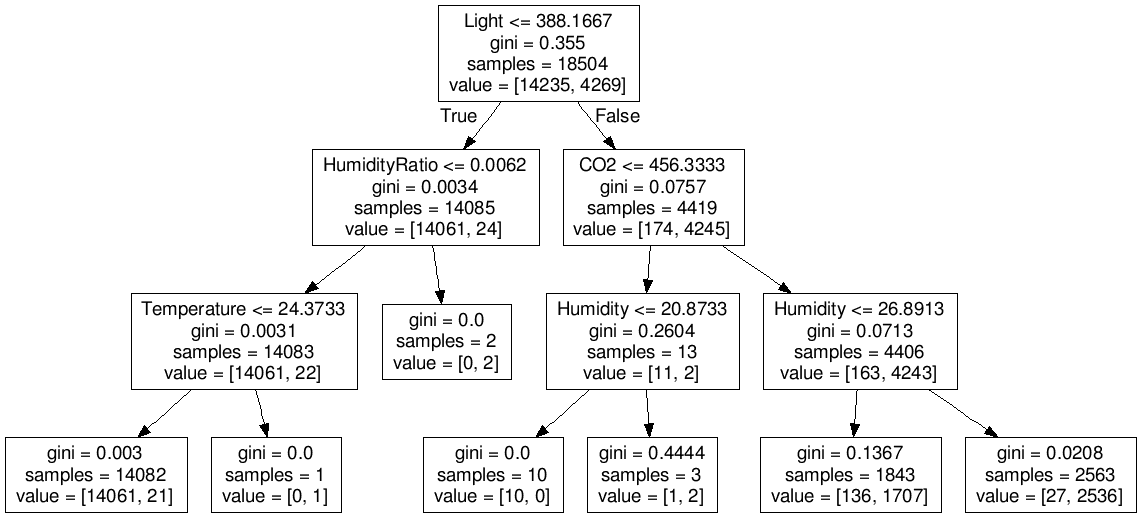 Light <= 388.1667
gini = 0.355
samples = 18504
value = [14235, 4269]
True
False
HumidityRatio <= 0.0062
gini = 0.0034
samples = 14085
value = [14061, 24]
CO2 <= 456.3333
gini = 0.0757
samples = 4419
value = [174, 4245]
Temperature <= 24.3733
gini = 0.0031
samples = 14083
value = [14061, 22]
gini = 0.0
samples = 2
value = [0, 2]
Humidity <= 20.8733
gini = 0.2604
samples = 13
value = [11, 2]
Humidity <= 26.8913
gini = 0.0713
samples = 4406
value = [163, 4243]
gini = 0.003
samples = 14082
value = [14061, 21]
gini = 0.0
samples = 1
value = [0, 1]
gini = 0.0
samples = 10
value = [10, 0]
gini = 0.4444
samples = 3
value = [1, 2]
gini = 0.1367
samples = 1843
value = [136, 1707]
gini = 0.0208
samples = 2563
value = [27, 2536]